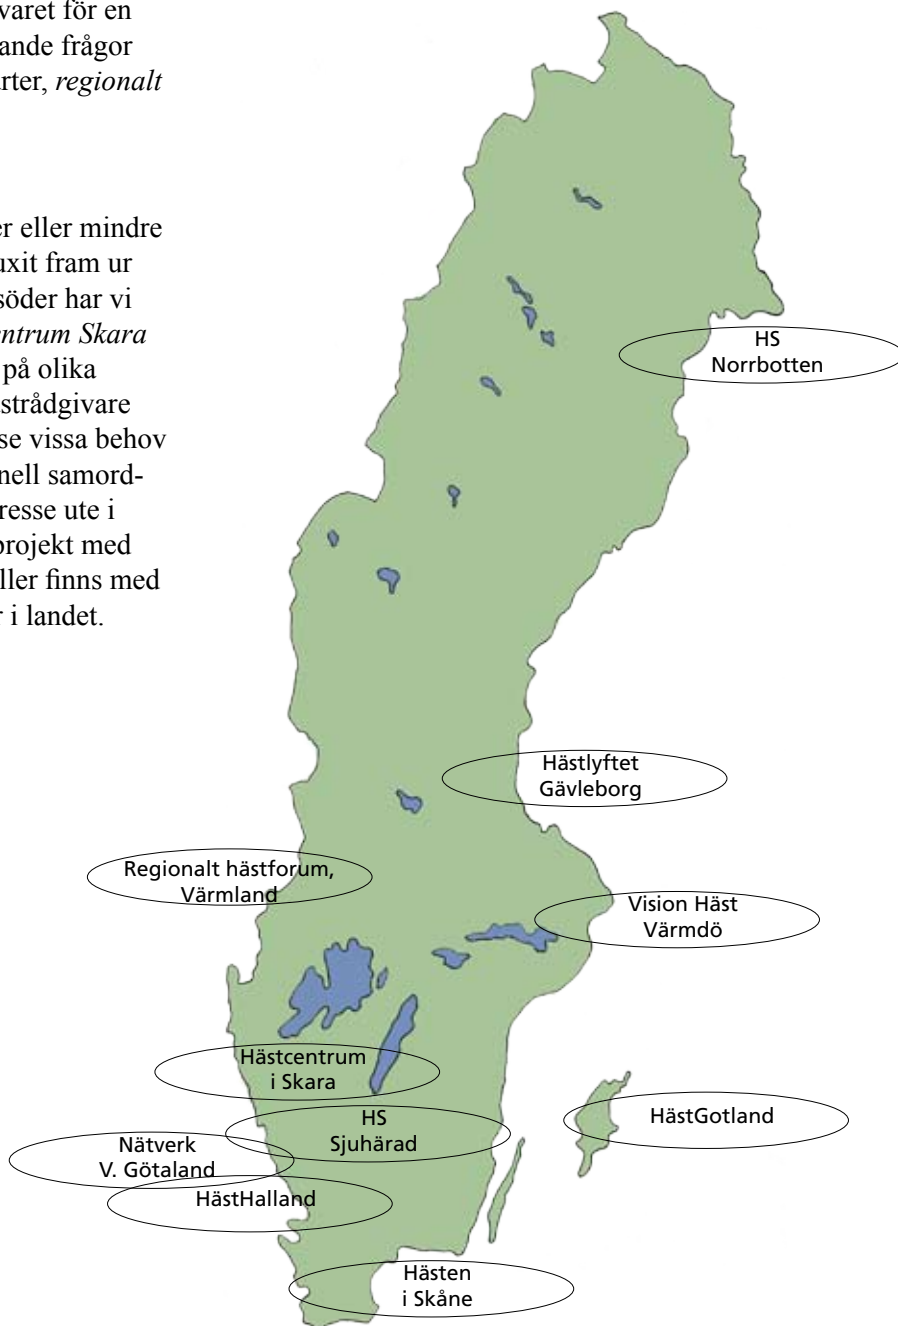 varet för en
ande frågor
rter, regionalt
er eller mindre
uxit fram ur
söder har vi
entrum Skara
på olika
strådgivare
se vissa behov
nell samord-
resse ute i
projekt med
ller finns med
r i landet.
HS
Norrbotten
Hästlyftet
Gävleborg
Regionalt hästforum,
Värmland
Vision Häst
Värmdö
Hästcentrum
i Skara
HS
Sjuhärad
HästGotland
Nätverk
V. Götaland
HästHalland
Hästen
i Skåne